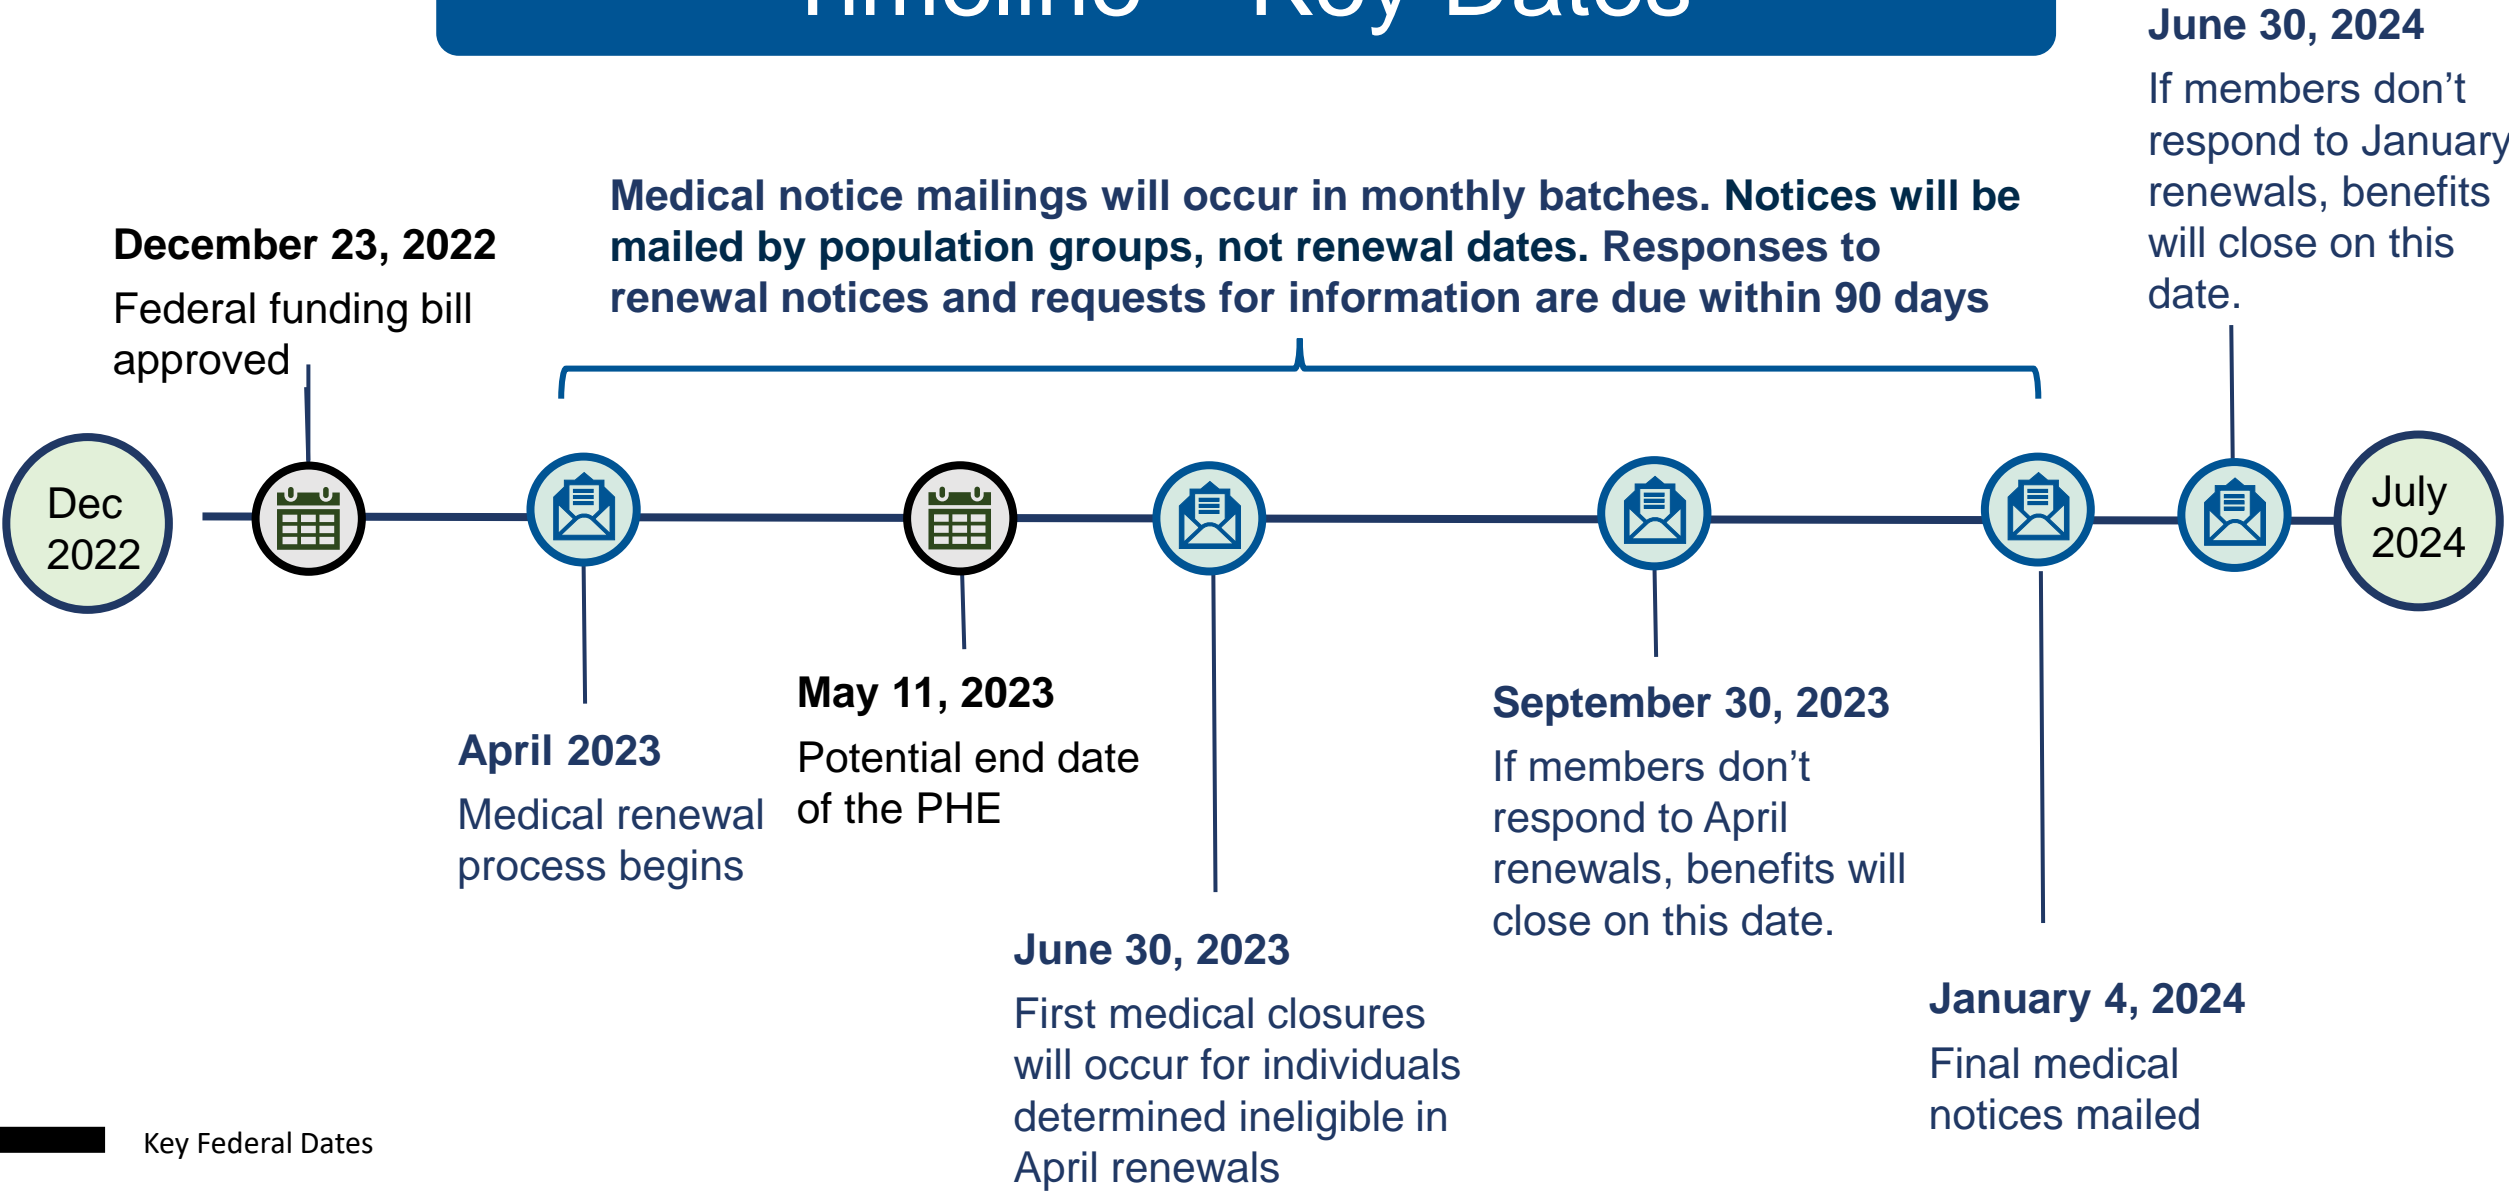 Timeline – Key Dates
June 30, 2024
If members don’t
respond to January
renewals, benefits
will close on this
date.
Medical notice mailings will occur in monthly batches. Notices will be
mailed by population groups, not renewal dates. Responses to
renewal notices and requests for information are due within 90 days
December 23, 2022
Federal funding bill
approved
Dec
2022
July
2024
April 2023
Medical renewal
process begins
May 11, 2023
Potential end date
of the PHE
June 30, 2023
First medical closures
will occur for individuals
determined ineligible in
April renewals
September 30, 2023
If members don’t
respond to April
renewals, benefits will
close on this date.
January 4, 2024
Final medical
notices mailed
Key Federal Dates